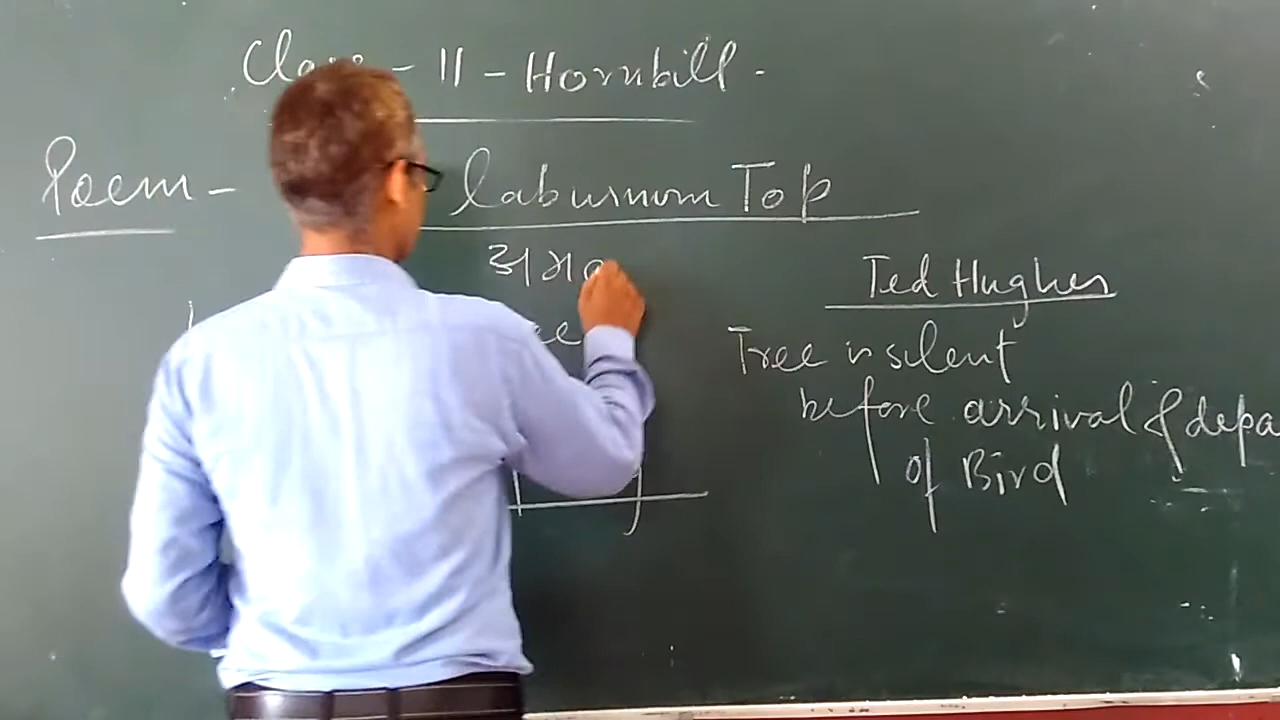 Class - 11 - Hornbill -
Poem - laburnum Top
Ted Hughes
Tree is silent
before arrival & depa
of Bird